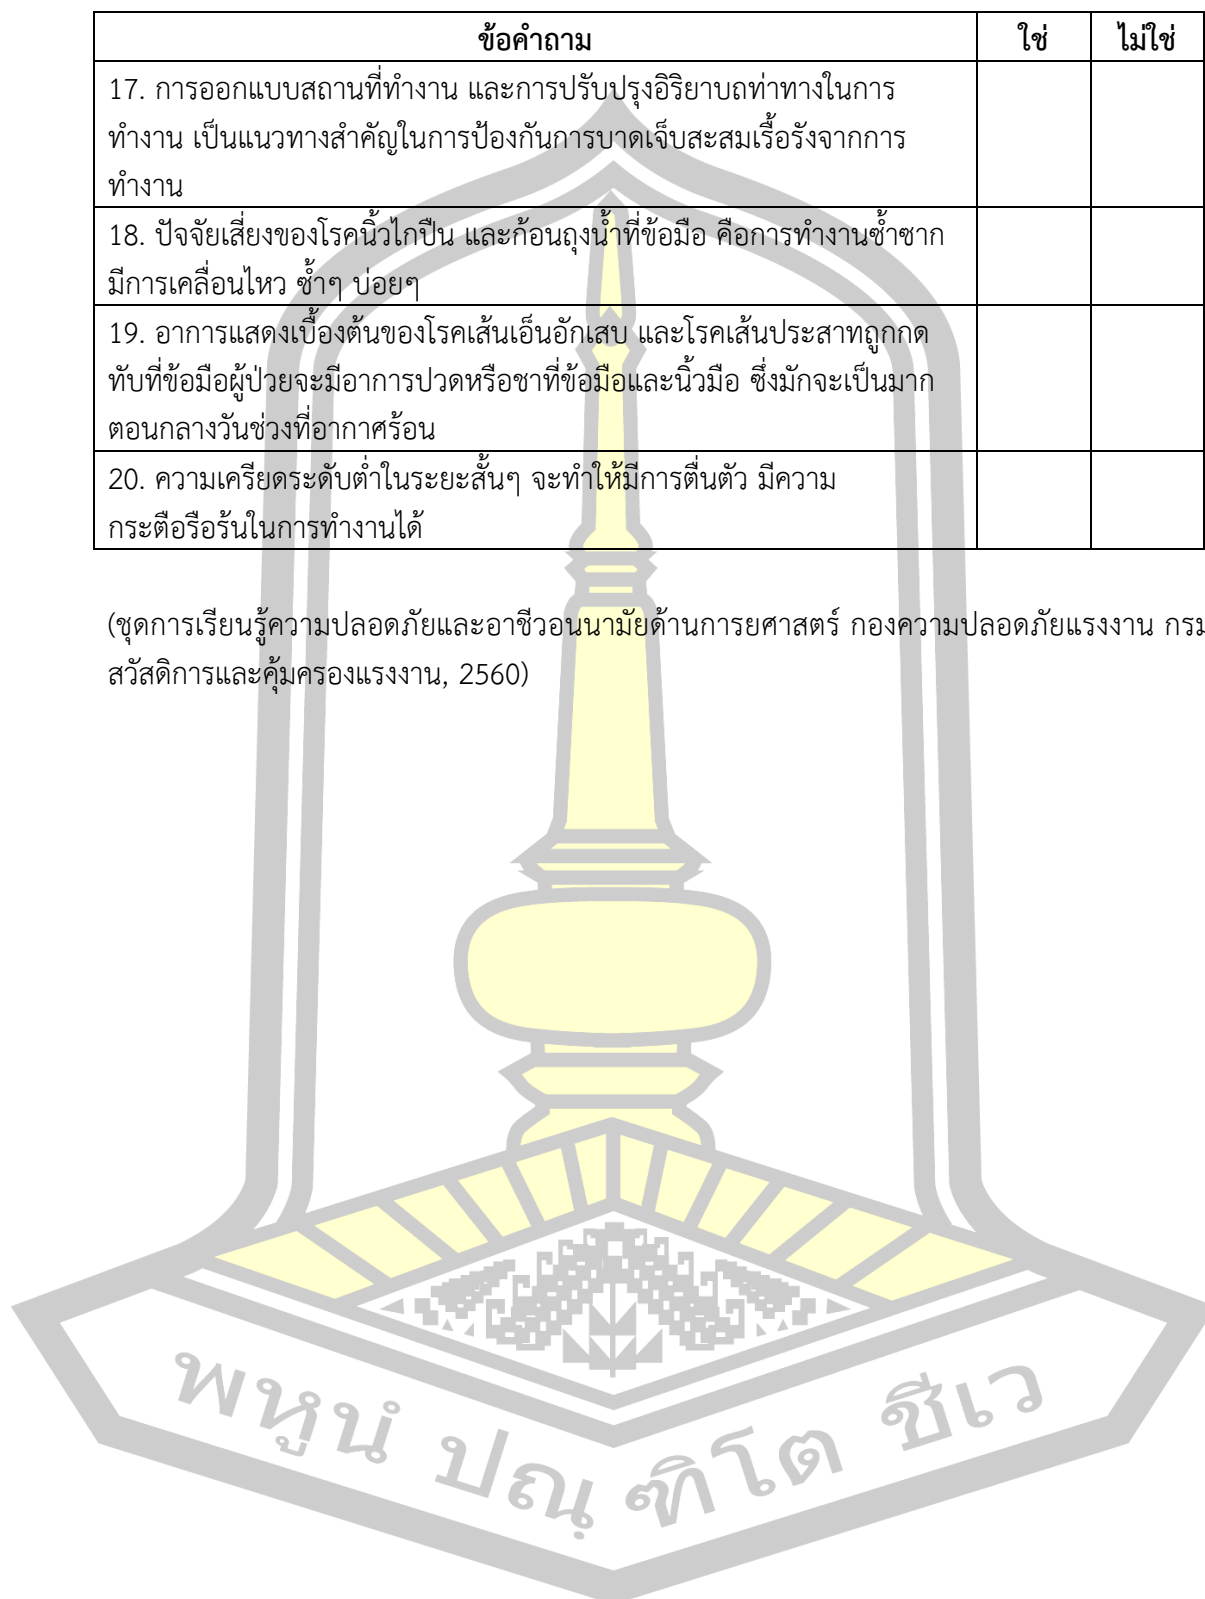 ข้อคำถาม ใช่ ไม่ใช่
17. การออกแบบสถานที่ทำงาน และการปรับปรุงอิริยาบถท่าทางในการ
ทำงาน เป็นแนวทางสำคัญในการป้องกันการบาดเจ็บสะสมเรื้อรังจากการ
ทำงาน
18. ปัจจัยเสี่ยงของโรคนิ้วไกปืน และก้อนถุงน้ำที่ข้อมือ คือการทำงานซ้ำซาก
มีการเคลื่อนไหว ซ้ำๆ บ่อยๆ
19. อาการแสดงเบื้องต้นของโรคเส้นเอ็นอักเสบ และโรคเส้นประสาทถูกกด
ทับที่ข้อมือผู้ป่วยจะมีอาการปวดหรือชาที่ข้อมือและนิ้วมือ ซึ่งมักจะเป็นมาก
ตอนกลางวันช่วงที่อากาศร้อน
20. ความเครียดระดับต่ำในระยะสั้นๆ จะทำให้มีการตื่นตัว มีความ
กระตือรือร้นในการทำงานได้
(ชุดการเรียนรู้ความปลอดภัยและอาชีวอนนามัยด้านการยศาสตร์ กองความปลอดภัยแรงงาน กรม
สวัสดิการและคุ้มครองแรงงาน, 2560)
พหูนํ ปณฺฑิโต ชีเว